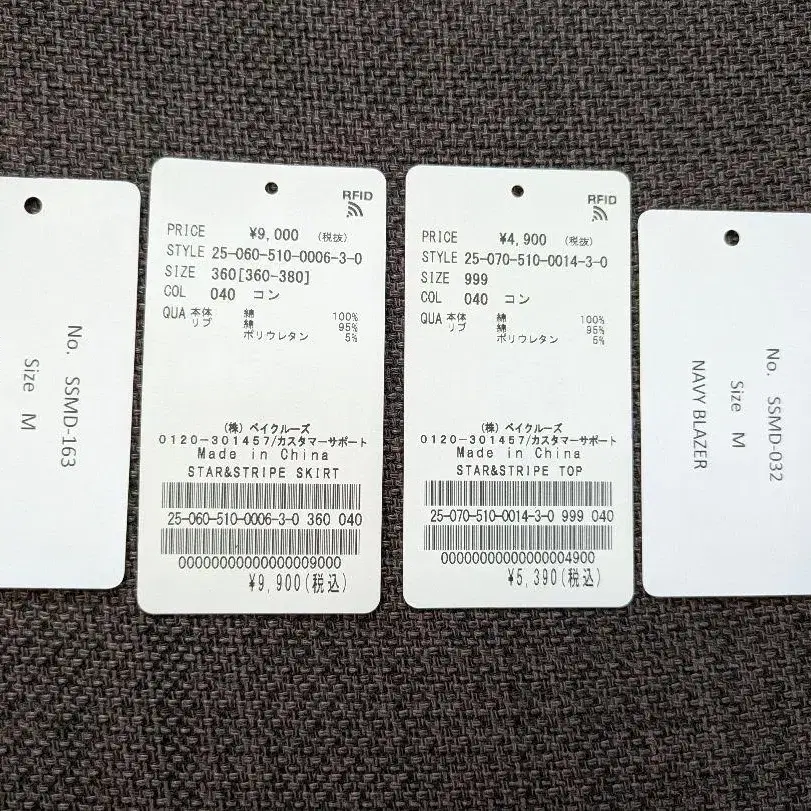 No. SSMD-163
Size M
RFID
PRICE ¥9,000 (税抜)
STYLE 25-060-510-0006-3-0
SIZE 360[360-380]
COL 040 コン
QUA 本体 綿 100%
リブ 綿 95%
ポリウレタン 5%
(株) ベイクルーズ
0120-301457/カスタマーサポート
Made in China
STAR&STRIPE SKIRT
25-060-510-0006-3-0 360 040
00000000000000009000
¥9,900(税込)
RFID
PRICE ¥4,900 (税抜)
STYLE 25-070-510-0014-3-0
SIZE 999
COL 040 コン
QUA 本体 綿 100%
リブ 綿 95%
ポリウレタン 5%
(株) ベイクルーズ
0120-301457/カスタマーサポート
Made in China
STAR&STRIPE TOP
25-070-510-0014-3-0 999 040
00000000000000004900
¥5,390(税込)
No. SSMD-032
Size M
NAVY BLAZER